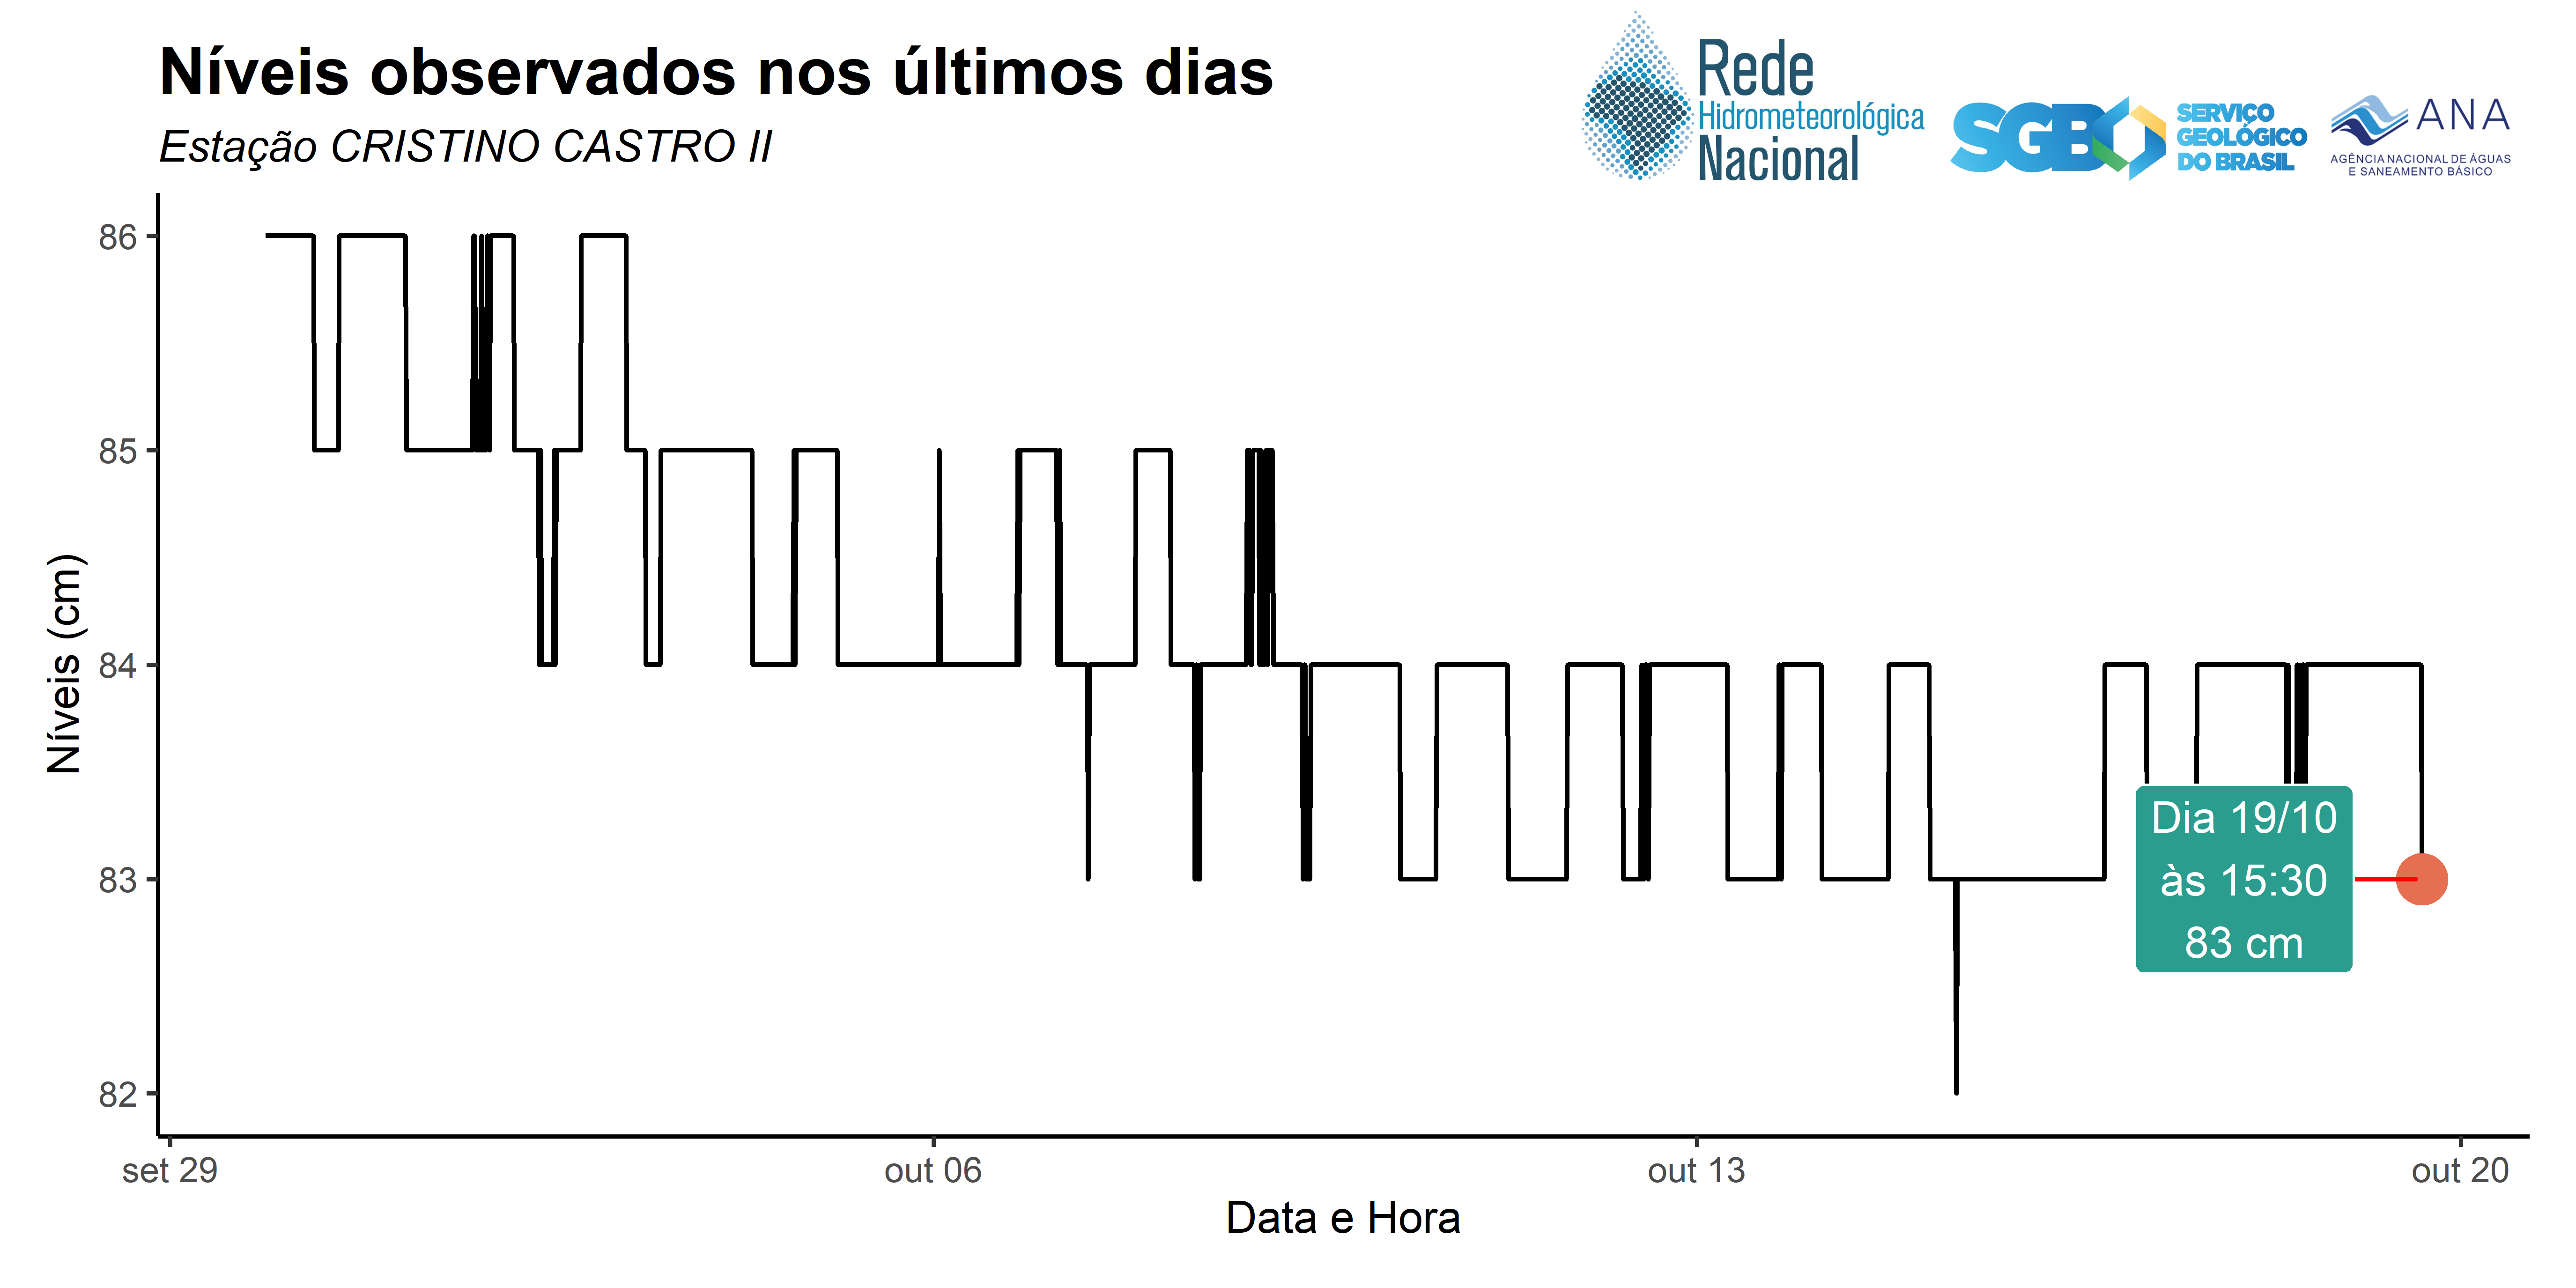 Níveis observados nos últimos dias
Estação CRISTINO CASTRO II
Rede
Hidrometeorológica
Nacional
SGB
SERVIÇO
GEOLÓGICO
DO BRASIL
ANA
AGÊNCIA NACIONAL DE ÁGUAS
E SANEAMENTO BÁSICO
Níveis (cm)
86
85
84
83
82
Dia 19/10
às 15:30
83 cm
set 29
out 06
out 13
out 20
Data e Hora